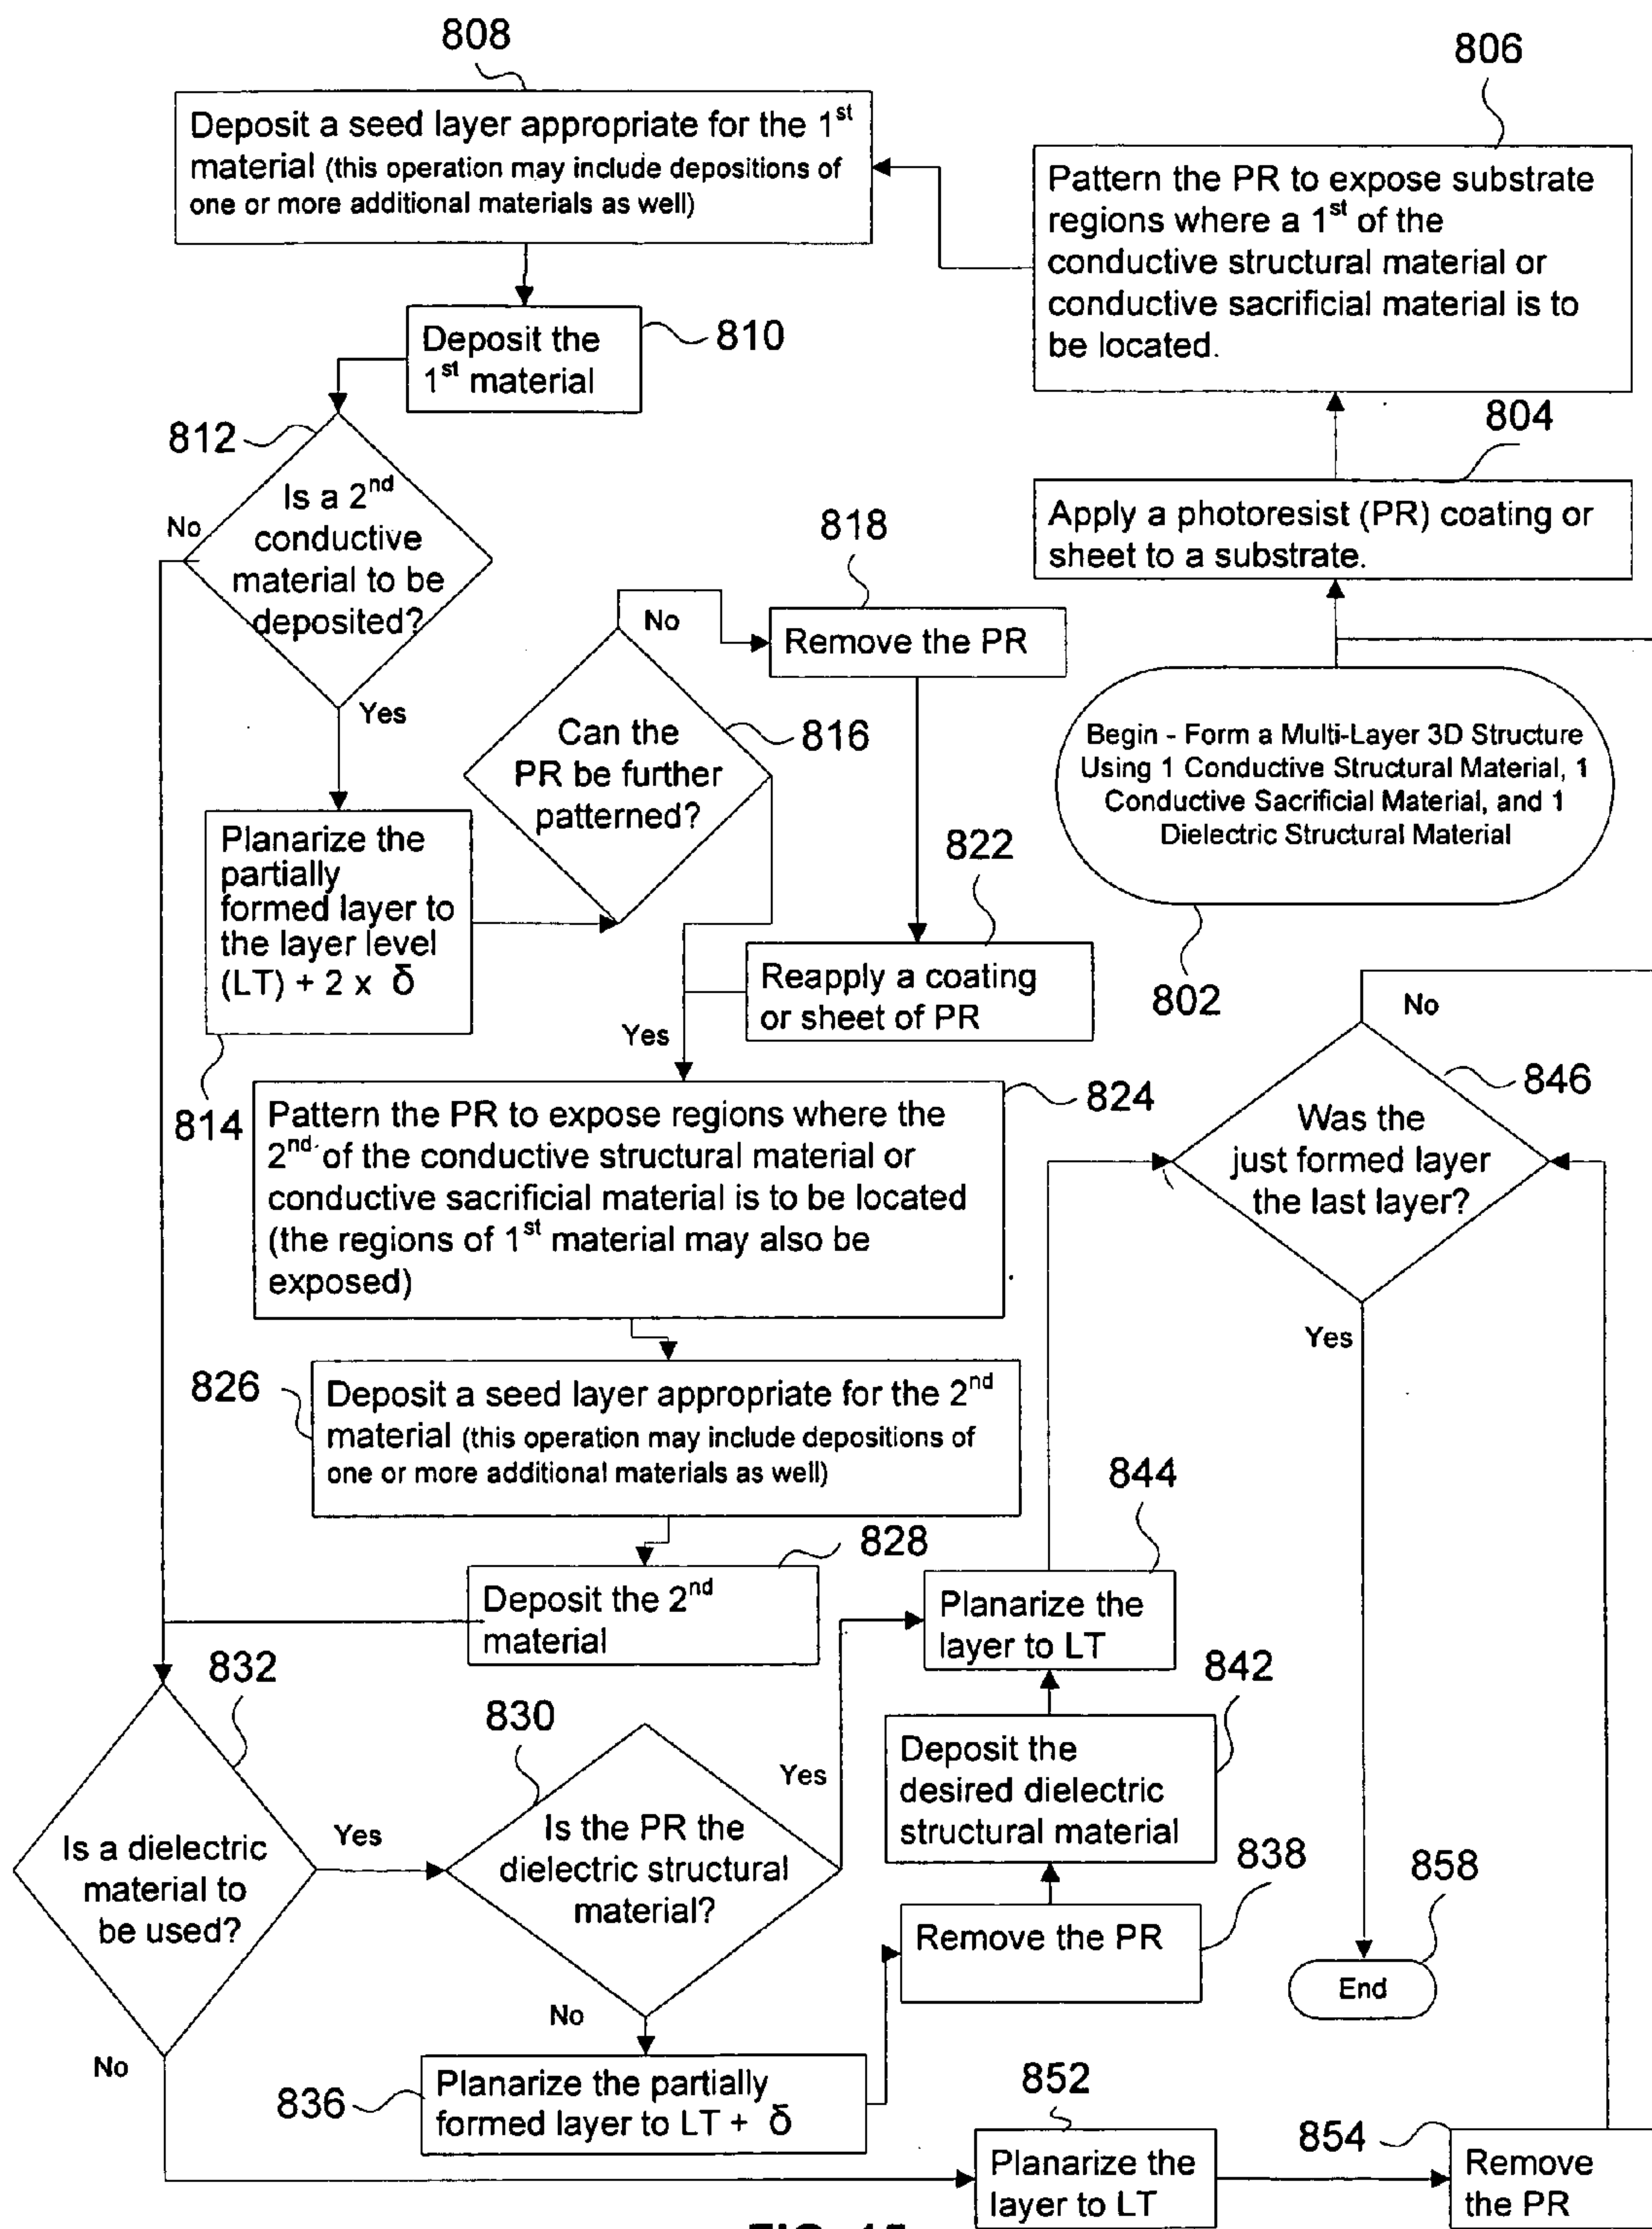 808
806
Deposit a seed layer appropriate for the 1st
material (this operation may include depositions of
one or more additional materials as well)
Pattern the PR to expose substrate
regions where a 1st of the
conductive structural material or
conductive sacrificial material is to
be located.
Deposit the
1st material
810
804
812
Is a 2nd
conductive
material to be
deposited?
No
Yes
Apply a photoresist (PR) coating or
sheet to a substrate.
818
No
Remove the PR
Can the
PR be further
patterned?
816
Begin - Form a Multi-Layer 3D Structure
Using 1 Conductive Structural Material, 1
Conductive Sacrificial Material, and 1
Dielectric Structural Material
802
Planarize the
partially
formed layer to
the layer level
(LT) + 2 x δ
814
822
Reapply a coating
or sheet of PR
Yes
No
846
Was the
just formed layer
the last layer?
Yes
824
Pattern the PR to expose regions where the
2nd of the conductive structural material or
conductive sacrificial material is to be located
(the regions of 1st material may also be
exposed)
826
Deposit a seed layer appropriate for the 2nd
material (this operation may include depositions of
one or more additional materials as well)
828
Deposit the 2nd
material
844
Planarize the
layer to LT
832
830
842
Deposit the
desired dielectric
structural material
Is a dielectric
material to
be used?
Yes
Is the PR the
dielectric structural
material?
Yes
838
Remove the PR
858
End
No
No
836
Planarize the partially
formed layer to LT + δ
852
Planarize the
layer to LT
854
Remove
the PR
FIG. 15